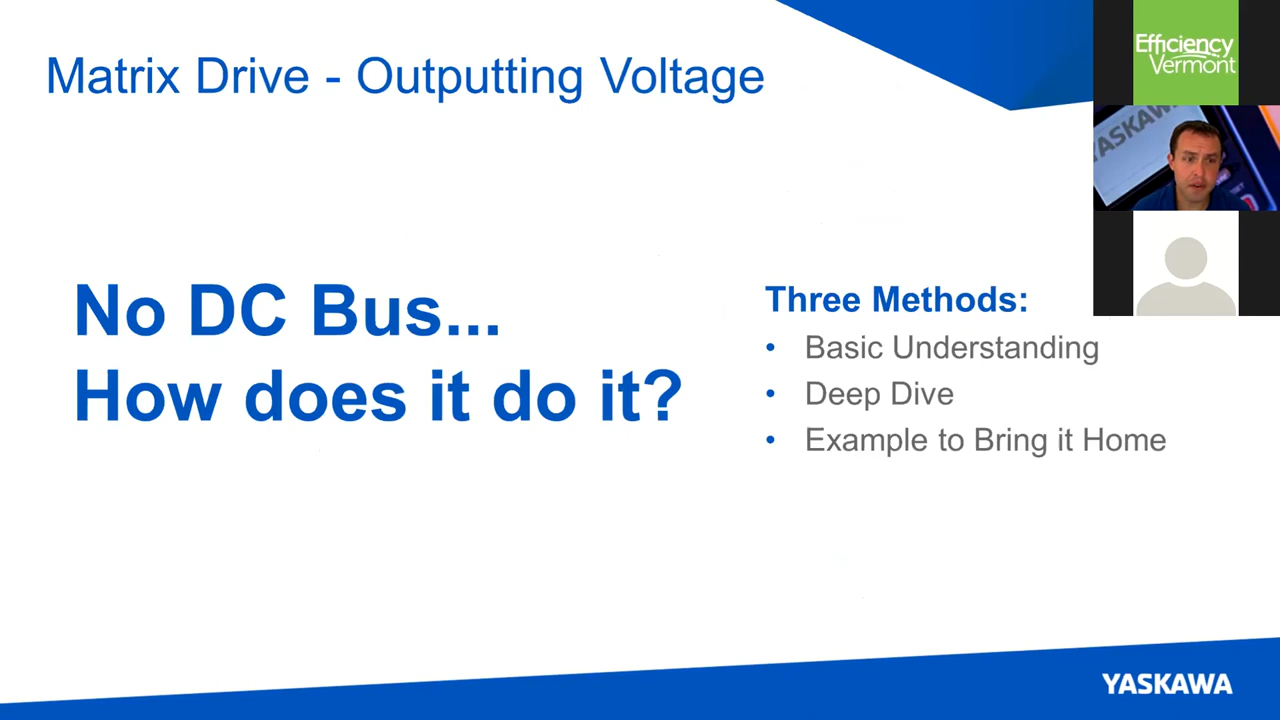 Matrix Drive - Outputting Voltage
Efficiency
Vermont
YASKAWA
No DC Bus...
How does it do it?
Three Methods:
• Basic Understanding
• Deep Dive
• Example to Bring it Home
YASKAWA